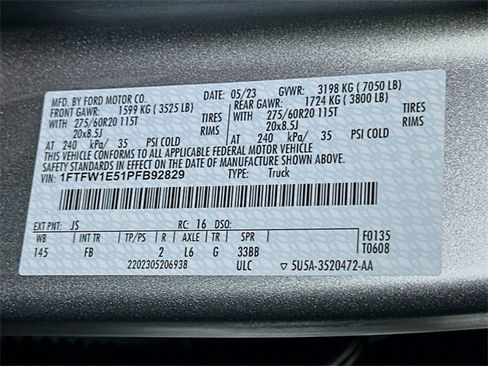 MFD. BY FORD MOTOR CO. DATE: 05/23 GVWR: 3198 KG (7050 LB)
FRONT GAWR: 1599 KG (3525 LB) REAR GAWR: 1724 KG (3800 LB)
WITH 275/60R20 115T TIRES WITH 275/60R20 115T TIRES
20x8.5J RIMS 20x8.5J RIMS
AT 240 kPa/ 35 PSI COLD AT 240 kPa/ 35 PSI COLD
THIS VEHICLE CONFORMS TO ALL APPLICABLE FEDERAL MOTOR VEHICLE SAFETY AND THEFT PREVENTION STANDARDS IN EFFECT ON THE DATE OF MANUFACTURE SHOWN ABOVE.
VIN: 1FTFW1E51PFB92829 TYPE: Truck
EXT PNT: JS RC: 16 DSO: F0135
WB INT TR TP/PS R AXLE TR SPR T0608
145 FB 2 L6 G 33BB
2202305206938 ULC ▽ 5U5A-3520472-AA